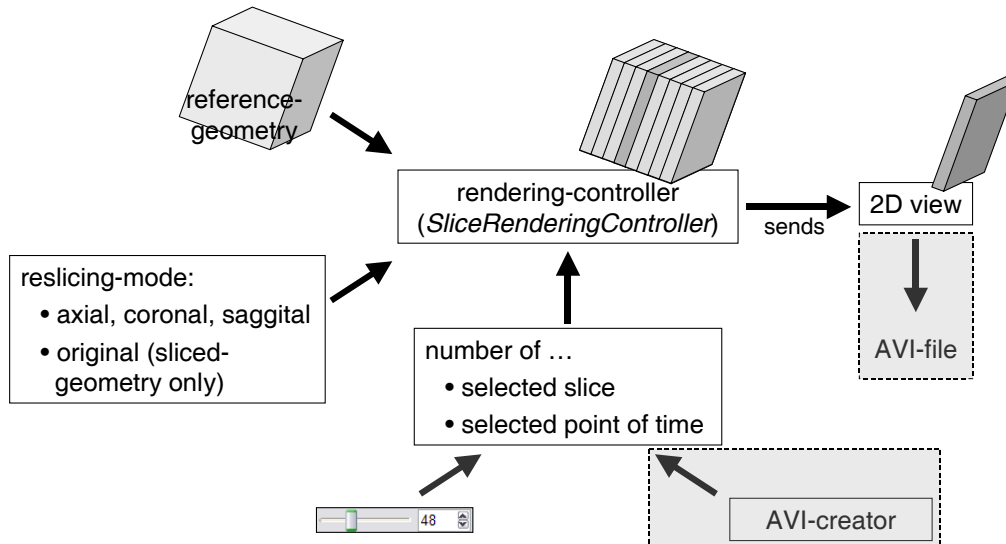 reference-
geometry
rendering-controller
(SliceRenderingController)
sends
2D view
reslicing-mode:
• axial, coronal, saggital
• original (sliced-
geometry only)
AVI-file
number of …
• selected slice
• selected point of time
48
AVI-creator